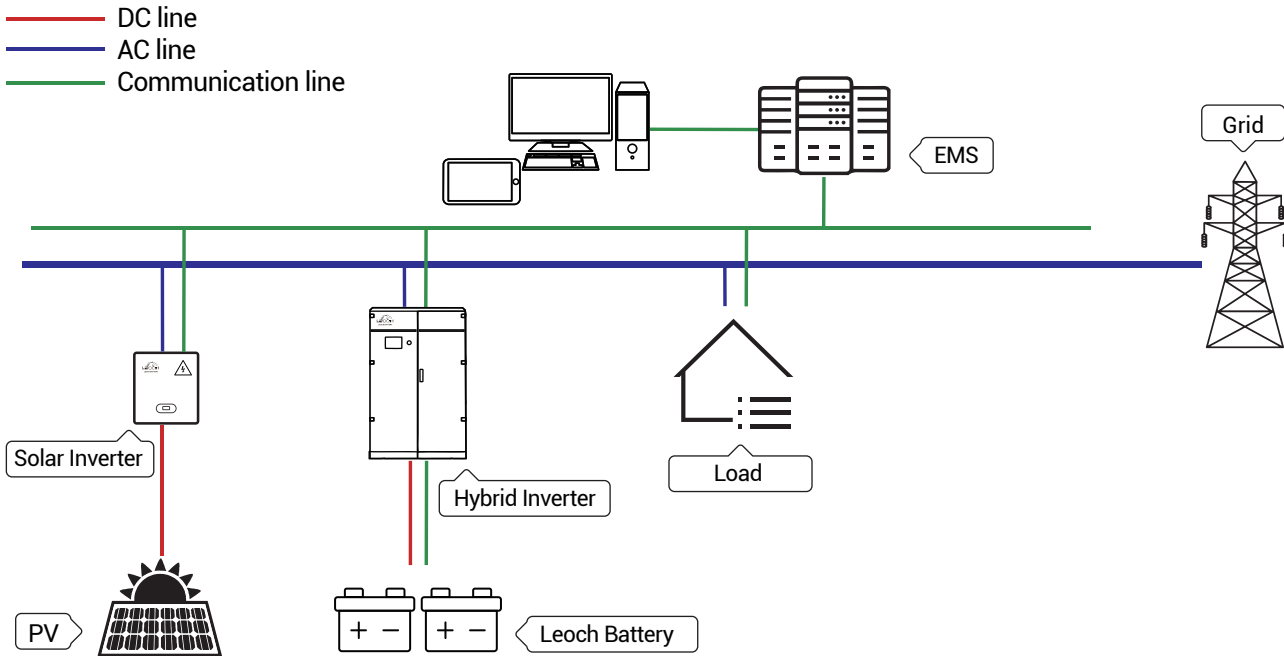 DC line
AC line
Communication line
Grid
EMS
Solar Inverter
Hybrid Inverter
Load
PV
Leoch Battery